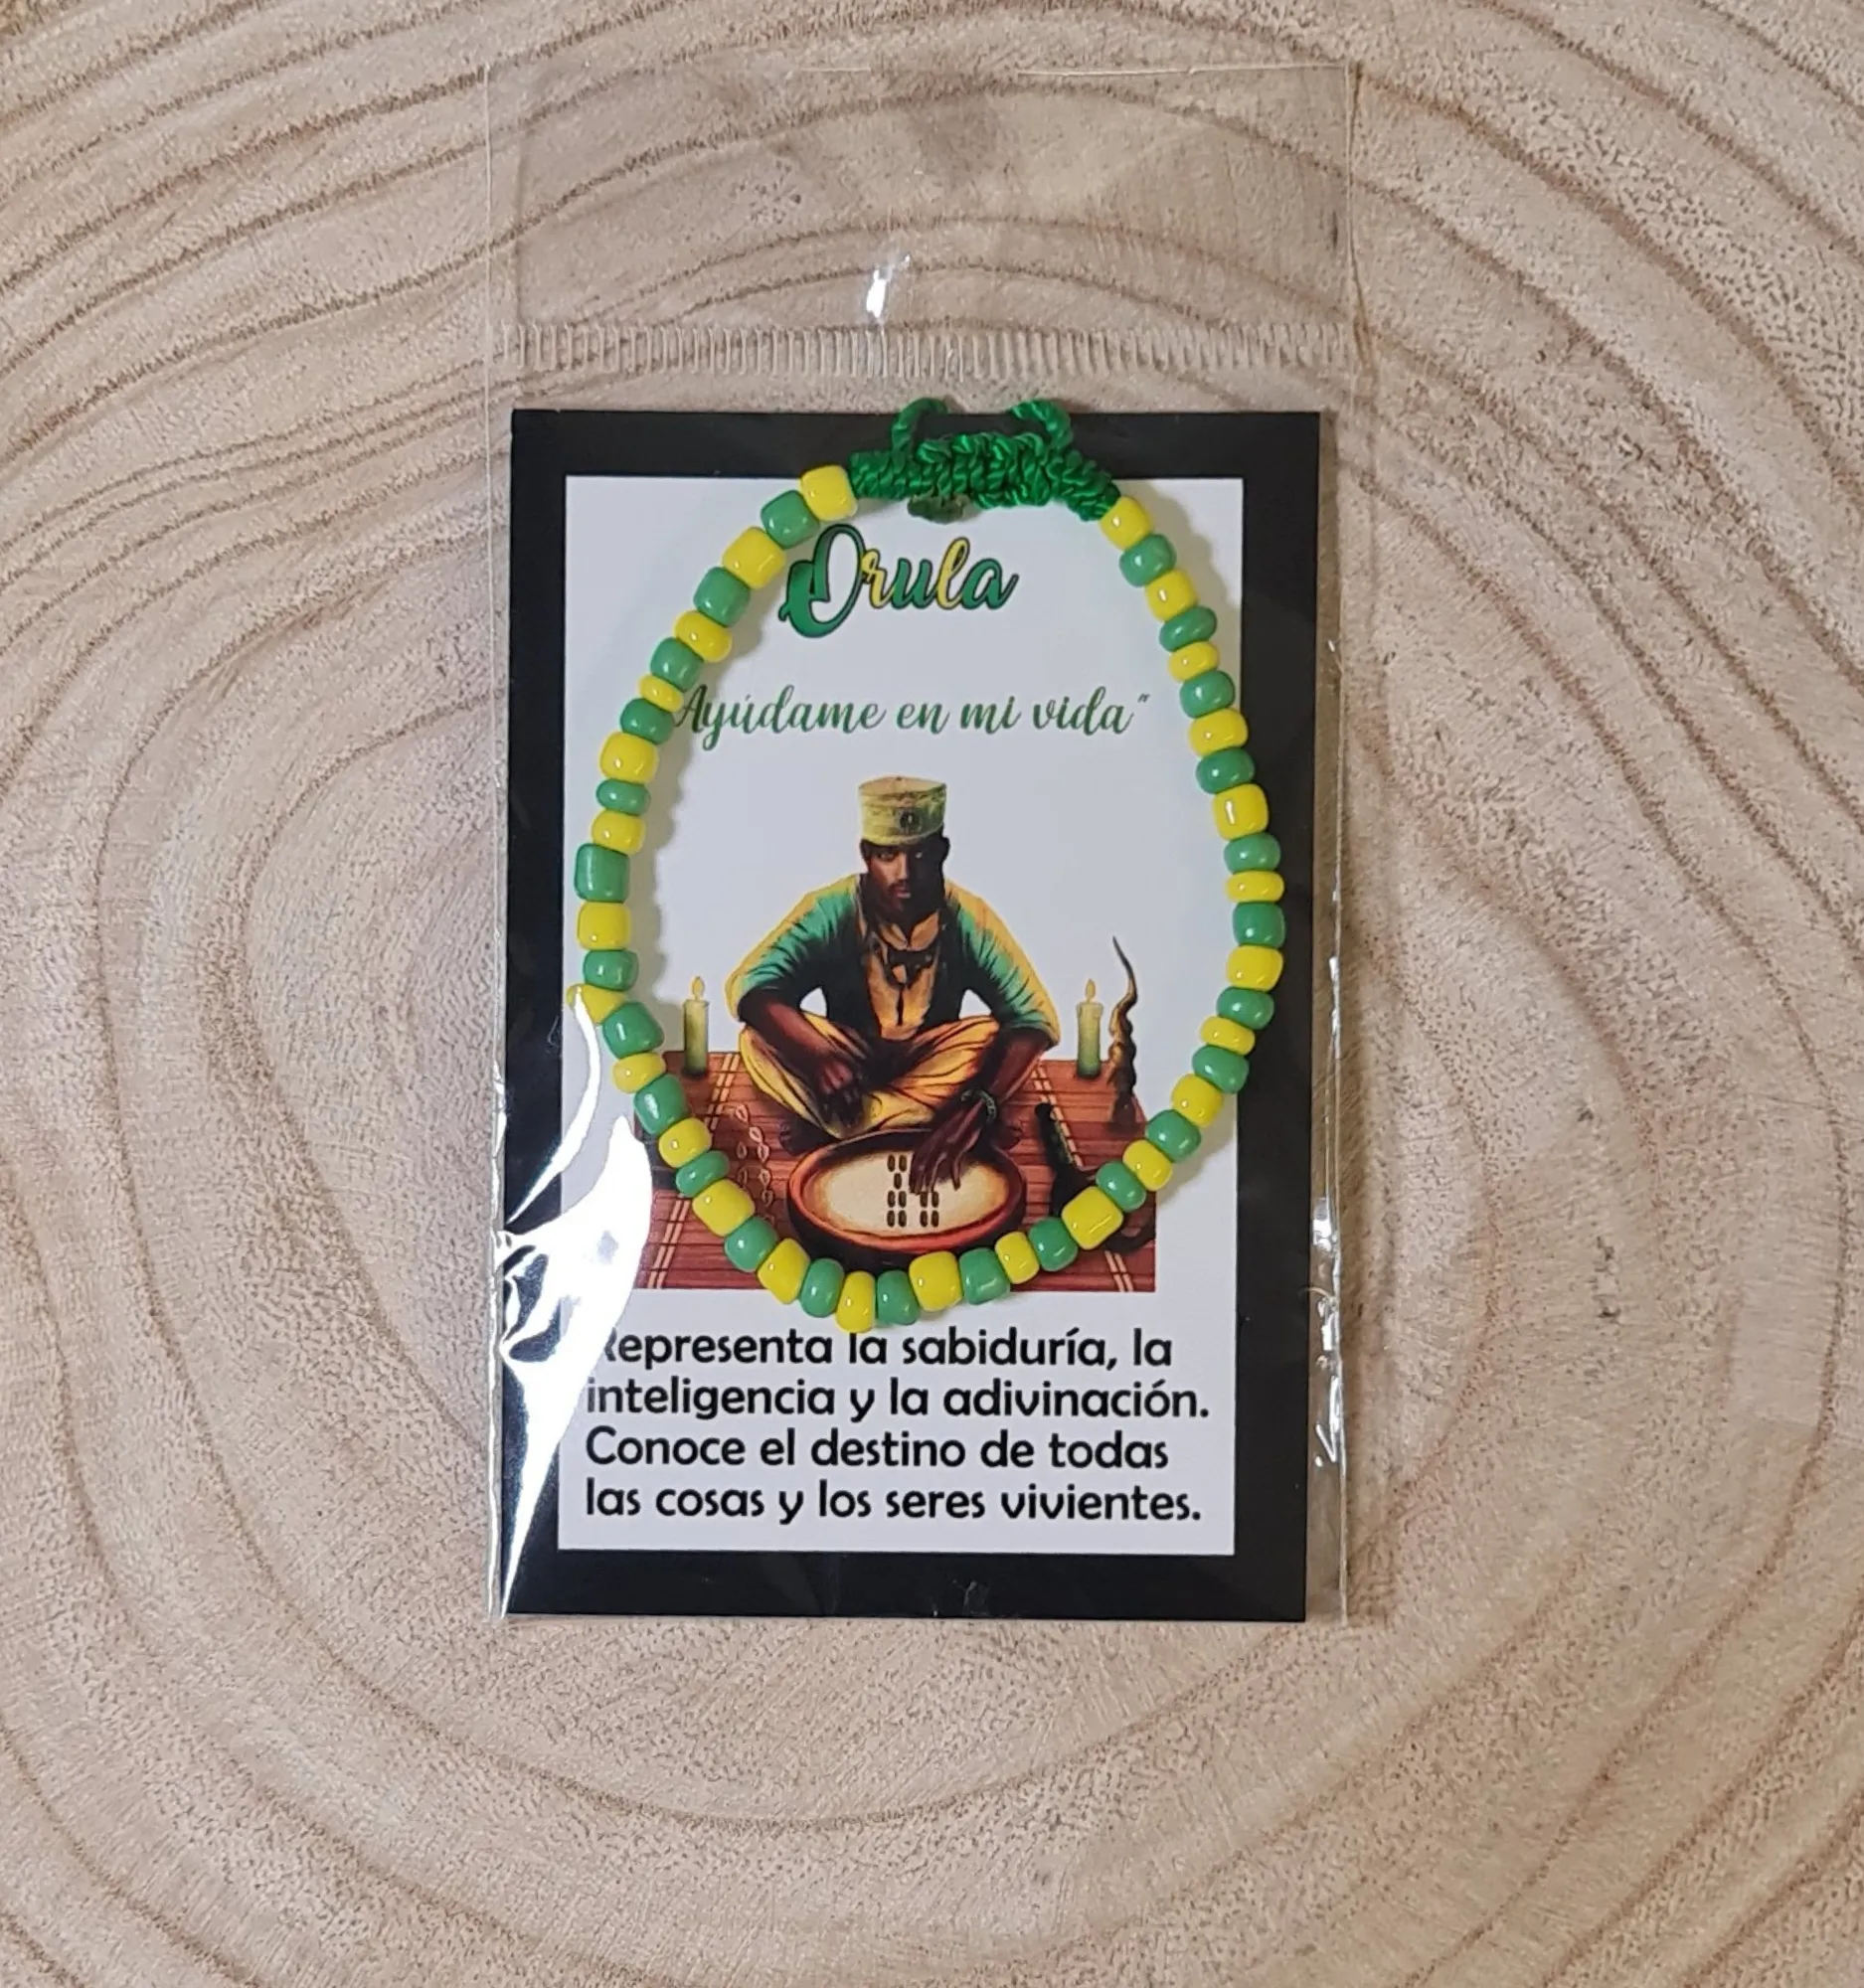 Orula
Ayúdame en mi vida"
Representa la sabiduría, la
inteligencia y la adivinación.
Conoce el destino de todas
las cosas y los seres vivientes.